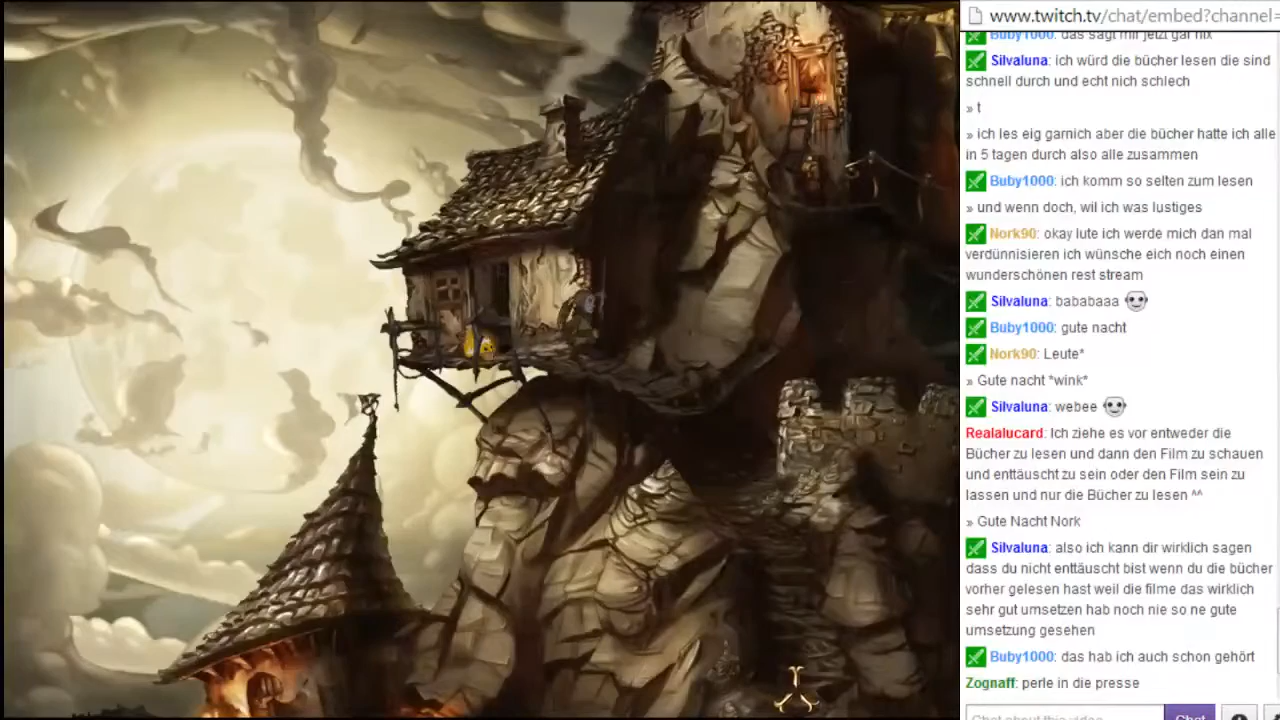 www.twitch.tv/chat/embed?channel=
Buby1000: das sagt mir jetzt gar nix
Silvaluna: ich würd die bücher lesen die sind
schnell durch und echt nich schlech
» t
» ich les eig garnich aber die bücher hatte ich alle
in 5 tagen durch also alle zusammen
Buby1000: ich komm so selten zum lesen
» und wenn doch, wil ich was lustiges
Nork90: okay lute ich werde mich dan mal
verdünnisieren ich wünsche eich noch einen
wunderschönen rest stream
Silvaluna: bababaaa
Buby1000: gute nacht
Nork90: Leute*
» Gute nacht *wink*
Silvaluna: webee
Realalucard: Ich ziehe es vor entweder die
Bücher zu lesen und dann den Film zu schauen
und enttäuscht zu sein oder den Film sein zu
lassen und nur die Bücher zu lesen ^^
» Gute Nacht Nork
Silvaluna: also ich kann dir wirklich sagen
dass du nicht enttäuscht bist wenn du die bücher
vorher gelesen hast weil die filme das wirklich
sehr gut umsetzen hab noch nie so ne gute
umsetzung gesehen
Buby1000: das hab ich auch schon gehört
Zognaff: perle in die presse
Chat about this video
Chat